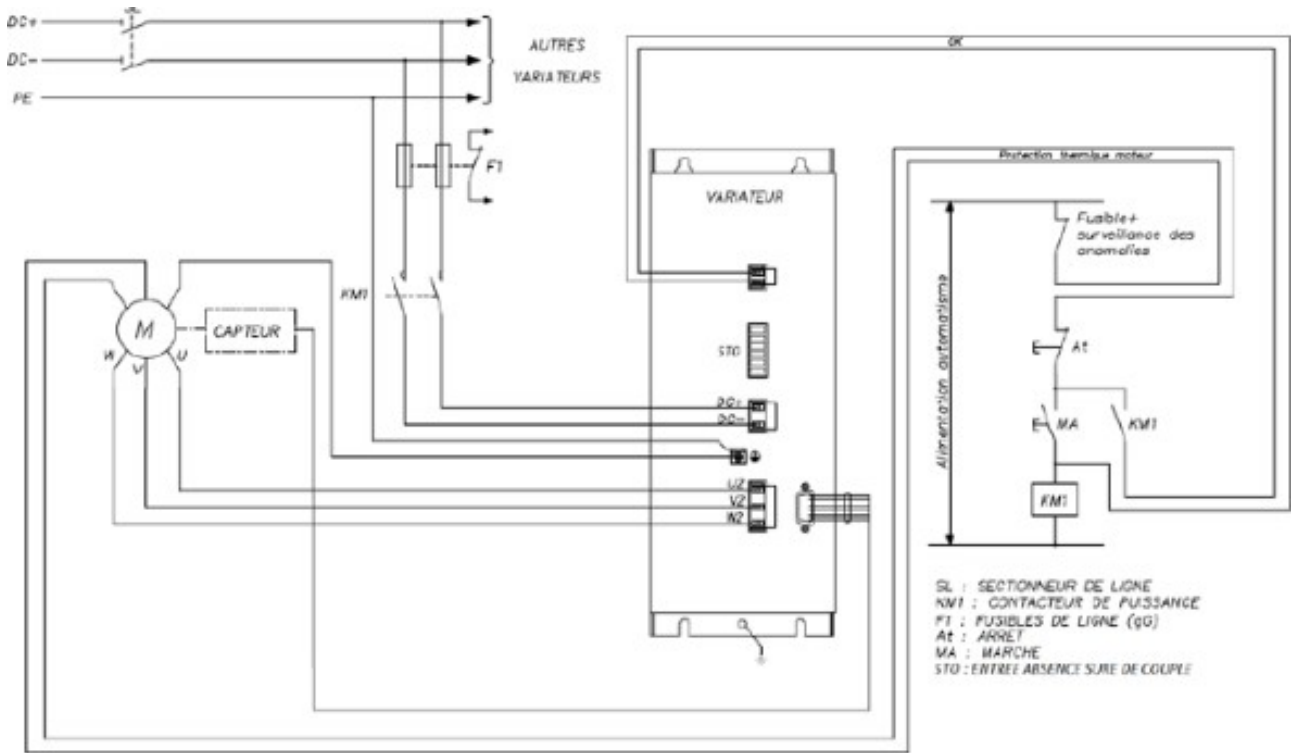 DC+
DC-
PE
AUTRES
VARIATEURS
F1
OK
Protection thermique moteur
VARIATEUR
Fusible+
surveillance des
anomalies
Alimentation automatisme
KM1
M
CAPTEUR
W
V
U
STO
At
DC+
DC-
MA
KM1
U2
V2
W2
KM1
SL : SECTIONNEUR DE LIGNE
KM1 : CONTACTEUR DE PUISSANCE
F1 : FUSIBLES DE LIGNE (gG)
At : ARRET
MA : MARCHE
STO : ENTREE ABSENCE SURE DE COUPLE